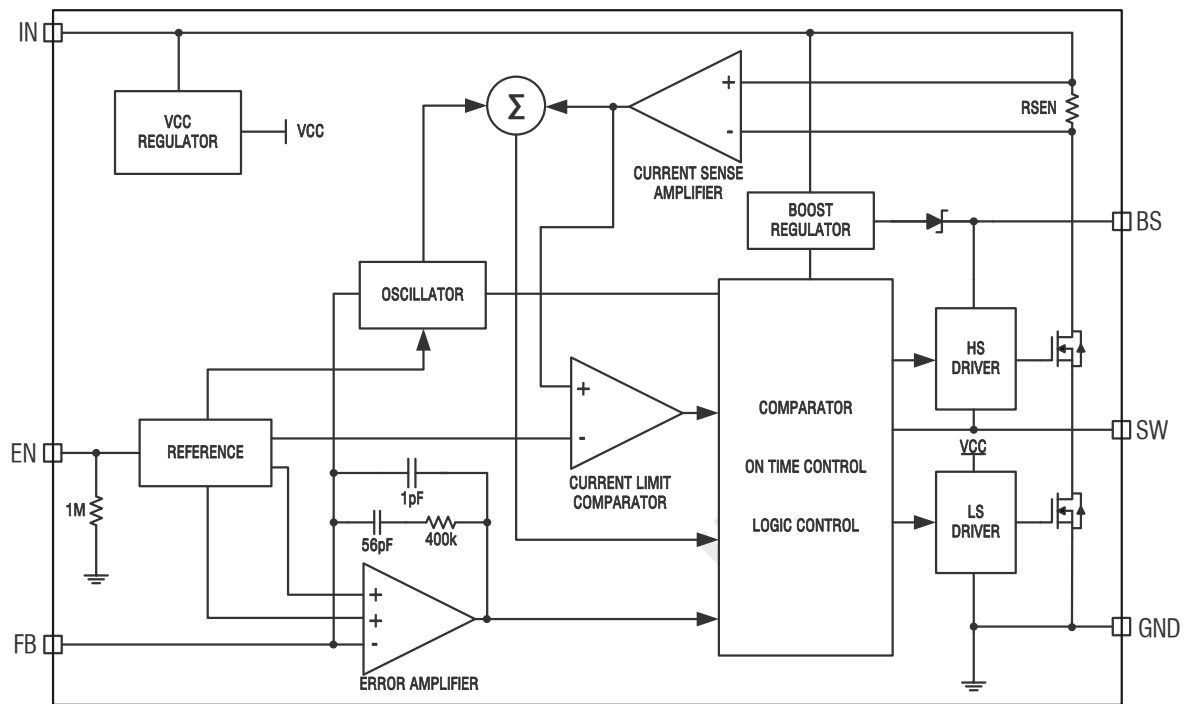 IN
VCC
REGULATOR
VCC
Σ
+
-
CURRENT SENSE
AMPLIFIER
RSEN
BOOST
REGULATOR
BS
OSCILLATOR
HS
DRIVER
+
-
CURRENT LIMIT
COMPARATOR
COMPARATOR
ON TIME CONTROL
LOGIC CONTROL
SW
VCC
EN
REFERENCE
1M
1pF
56pF
400k
LS
DRIVER
+
+
-
ERROR AMPLIFIER
FB
GND